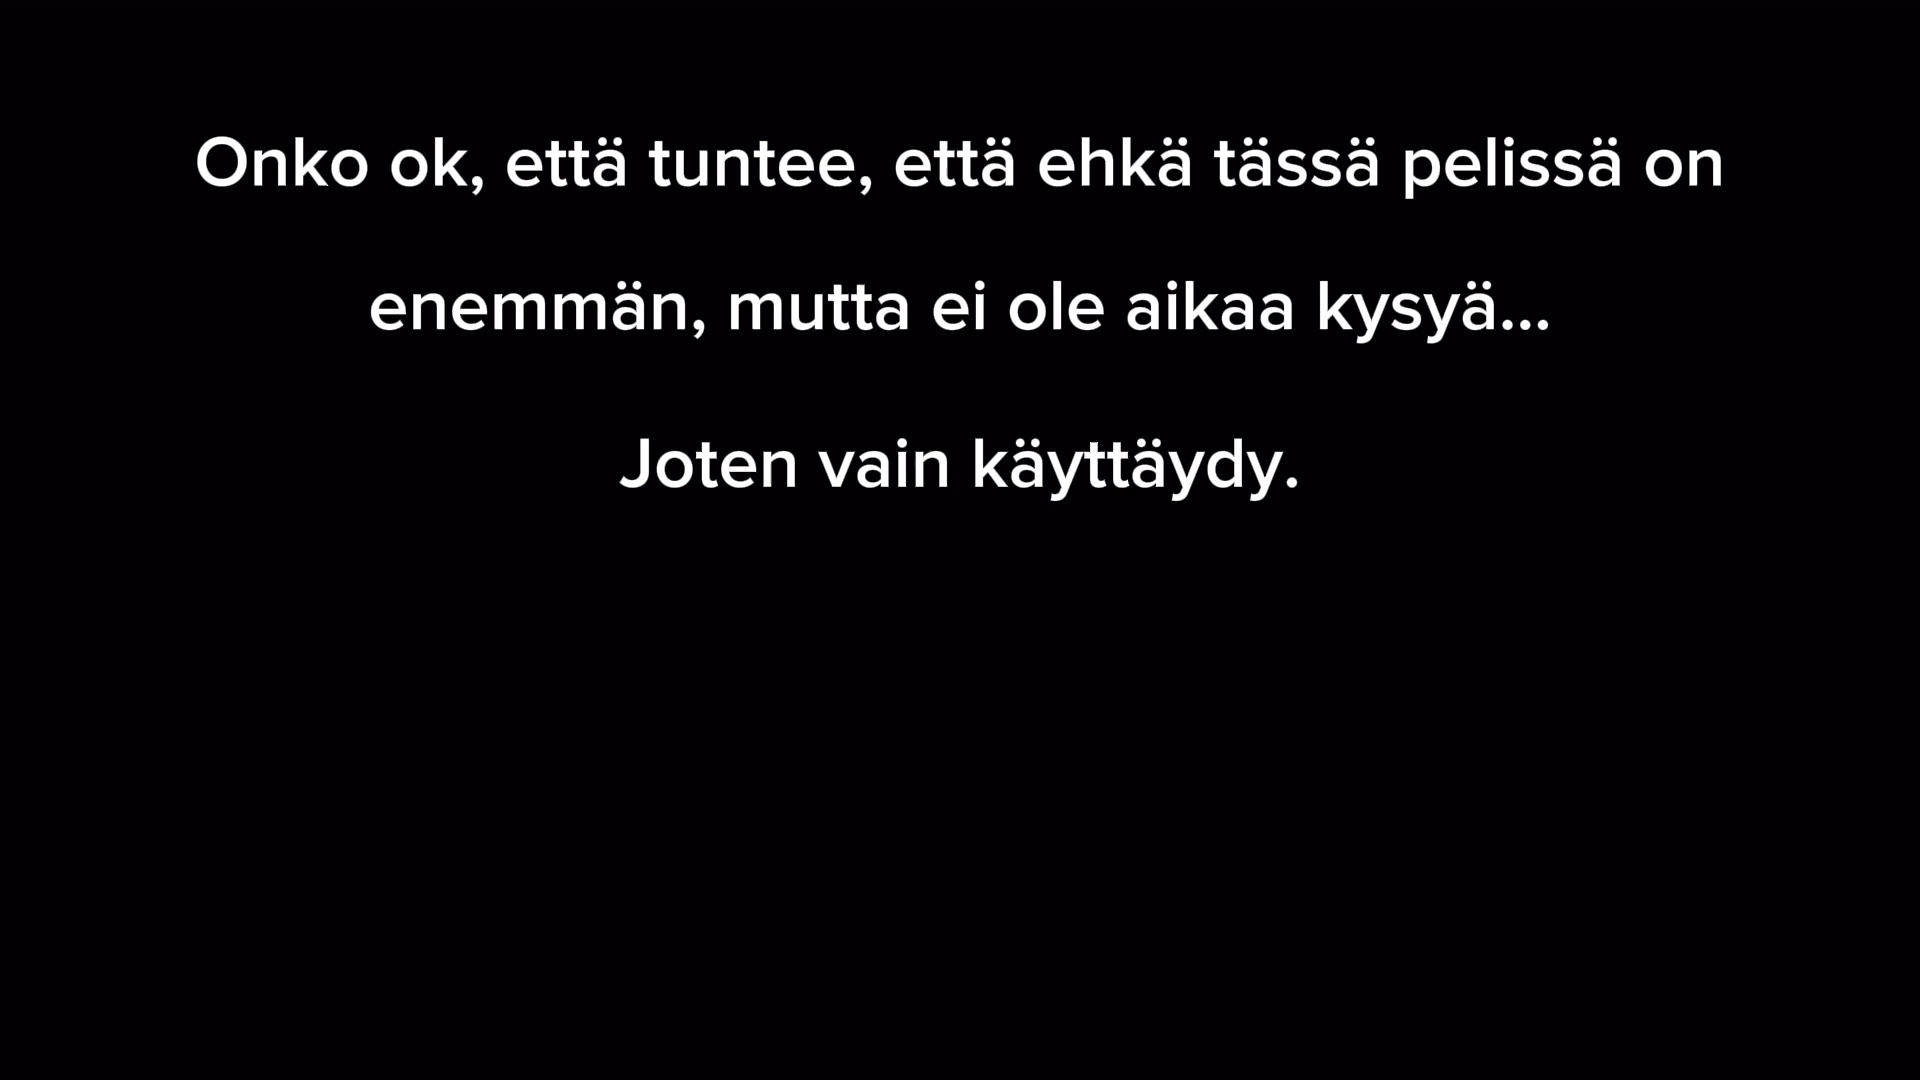 Onko ok, että tuntee, että ehkä tässä pelissä on
enemmän, mutta ei ole aikaa kysyä...
Joten vain käyttäydy.